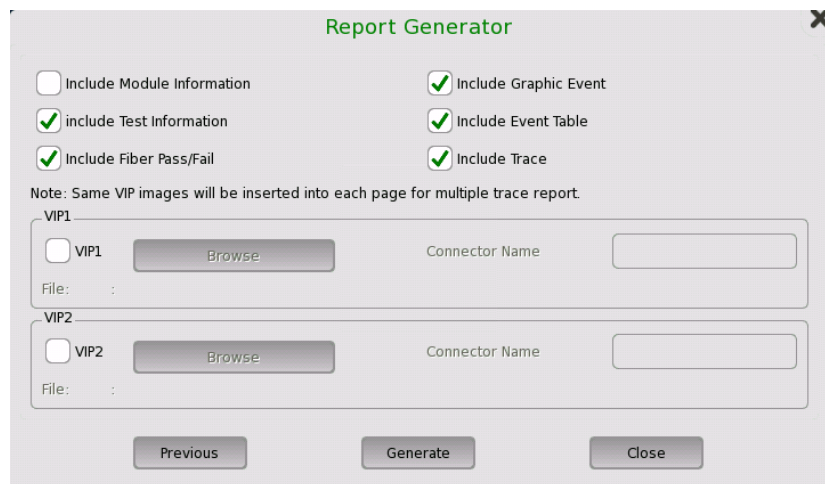 Report Generator
Include Module Information
Include Graphic Event
include Test Information
Include Event Table
Include Fiber Pass/Fail
Include Trace
Note: Same VIP images will be inserted into each page for multiple trace report.
VIP1
VIP1 Browse Connector Name
File: :
VIP2
VIP2 Browse Connector Name
File: :
Previous Generate Close